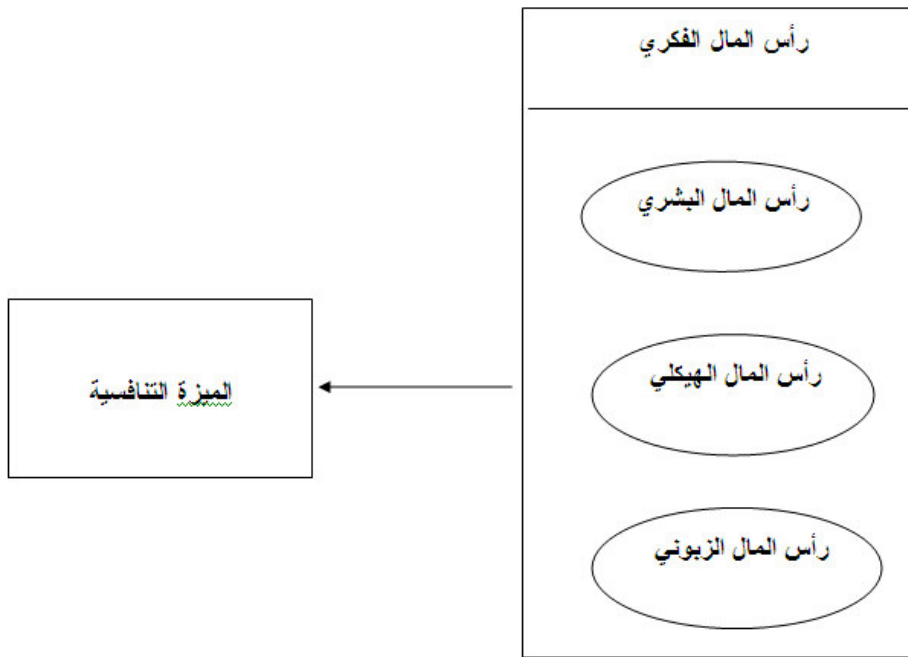 رأس المال الفكري
رأس المال البشري
رأس المال الهيكلي
رأس المال الزبوني
الميزة التنافسية